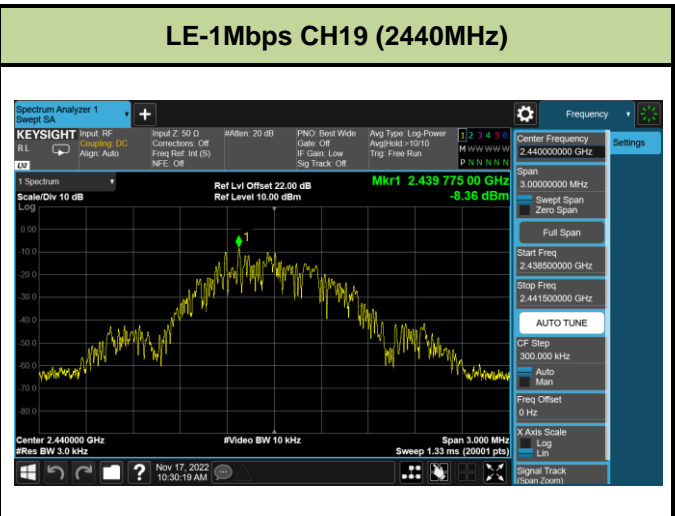 LE-1Mbps CH19 (2440MHz)
Spectrum Analyzer 1
Swept SA
+
Frequency
KEYSIGHT
RL
LXI
Input: RF
Coupling: DC
Align: Auto
Input Z: 50 Ω
Corrections: Off
Freq Ref: Int (S)
NFE: Off
#Atten: 20 dB
PNO: Best Wide
Gate: Off
IF Gain: Low
Sig Track: Off
Avg Type: Log-Power
Avg|Hold:>10/10
Trig: Free Run
1 2 3 4 5 6
M W W W W W
P N N N N N
Center Frequency
2.440000000 GHz
Settings
Span
3.00000000 MHz
Swept Span
Zero Span
Full Span
Start Freq
2.438500000 GHz
Stop Freq
2.441500000 GHz
AUTO TUNE
CF Step
300.000 kHz
Auto
Man
Freq Offset
0 Hz
X Axis Scale
Log
Lin
Signal Track
(Span Zoom)
1 Spectrum
Scale/Div 10 dB
Log
Ref Lvl Offset 22.00 dB
Ref Level 10.00 dBm
Mkr1 2.439 775 00 GHz
-8.36 dBm
1
0.00
-10.0
-20.0
-30.0
-40.0
-50.0
-60.0
-70.0
-80.0
Center 2.440000 GHz
#Res BW 3.0 kHz
#Video BW 10 kHz
Span 3.000 MHz
Sweep 1.33 ms (20001 pts)
?
Nov 17, 2022
10:30:19 AM